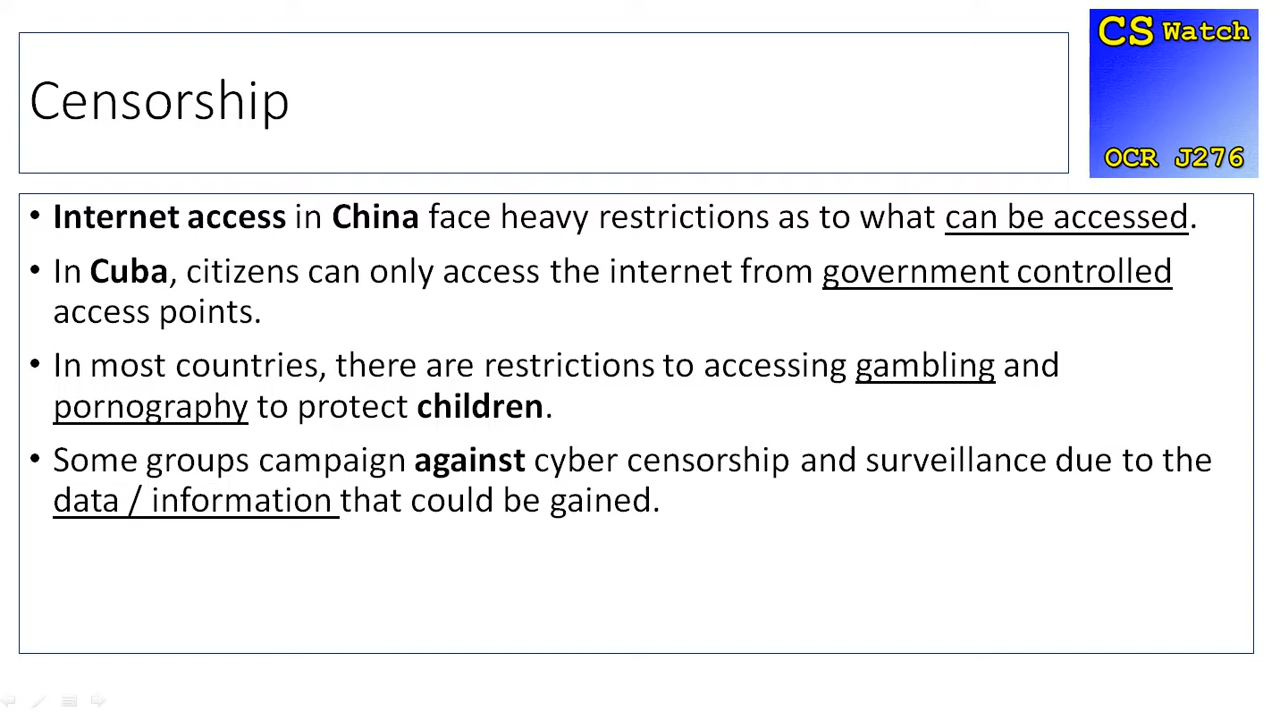 CS Watch
Censorship
OCR J276
• Internet access in China face heavy restrictions as to what can be accessed.
• In Cuba, citizens can only access the internet from government controlled
access points.
• In most countries, there are restrictions to accessing gambling and
pornography to protect children.
• Some groups campaign against cyber censorship and surveillance due to the
data / information that could be gained.